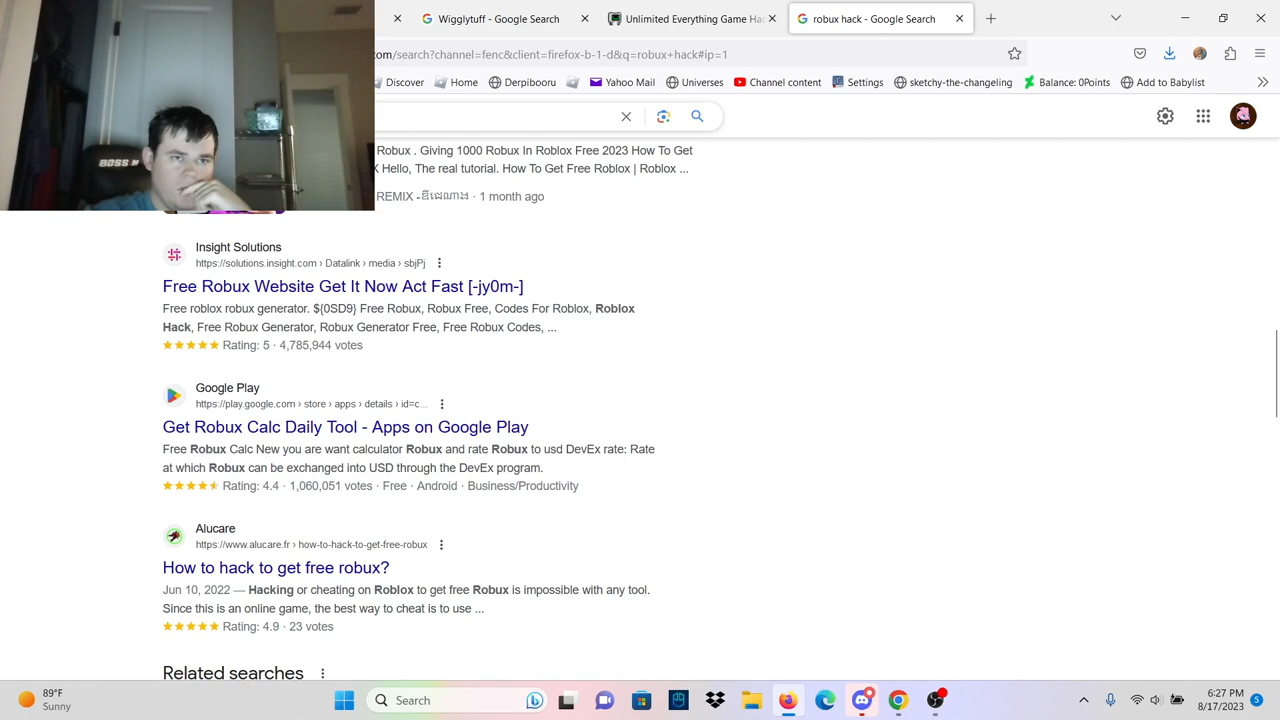 Wigglytuff - Google Search
Unlimited Everything Game Ha
robux hack - Google Search
com/search?channel=fenc&client=firefox-b-1-d&q=robux+hack#ip=1
Discover
Home
Derpibooru
Yahoo Mail
Universes
Channel content
Settings
sketchy-the-changeling
Balance: 0Points
Add to Babylist
Robux . Giving 1000 Robux In Roblox Free 2023 How To Get
Hello, The real tutorial. How To Get Free Roblox | Roblox ...
REMIX - · 1 month ago
BOSS
Insight Solutions
https://solutions.insight.com › Datalink › media › sbjPj
Free Robux Website Get It Now Act Fast [-jy0m-]
Free roblox robux generator. ${0SD9} Free Robux, Robux Free, Codes For Roblox, Roblox
Hack, Free Robux Generator, Robux Generator Free, Free Robux Codes, ...
Rating: 5 · 4,785,944 votes
Google Play
https://play.google.com › store › apps › details › id=c...
Get Robux Calc Daily Tool - Apps on Google Play
Free Robux Calc New you are want calculator Robux and rate Robux to usd DevEx rate: Rate
at which Robux can be exchanged into USD through the DevEx program.
Rating: 4.4 · 1,060,051 votes · Free · Android · Business/Productivity
Alucare
https://www.alucare.fr › how-to-hack-to-get-free-robux
How to hack to get free robux?
Jun 10, 2022 — Hacking or cheating on Roblox to get free Robux is impossible with any tool.
Since this is an online game, the best way to cheat is to use ...
Rating: 4.9 · 23 votes
Related searches
89°F
Sunny
Search
6:27 PM
8/17/2023
5